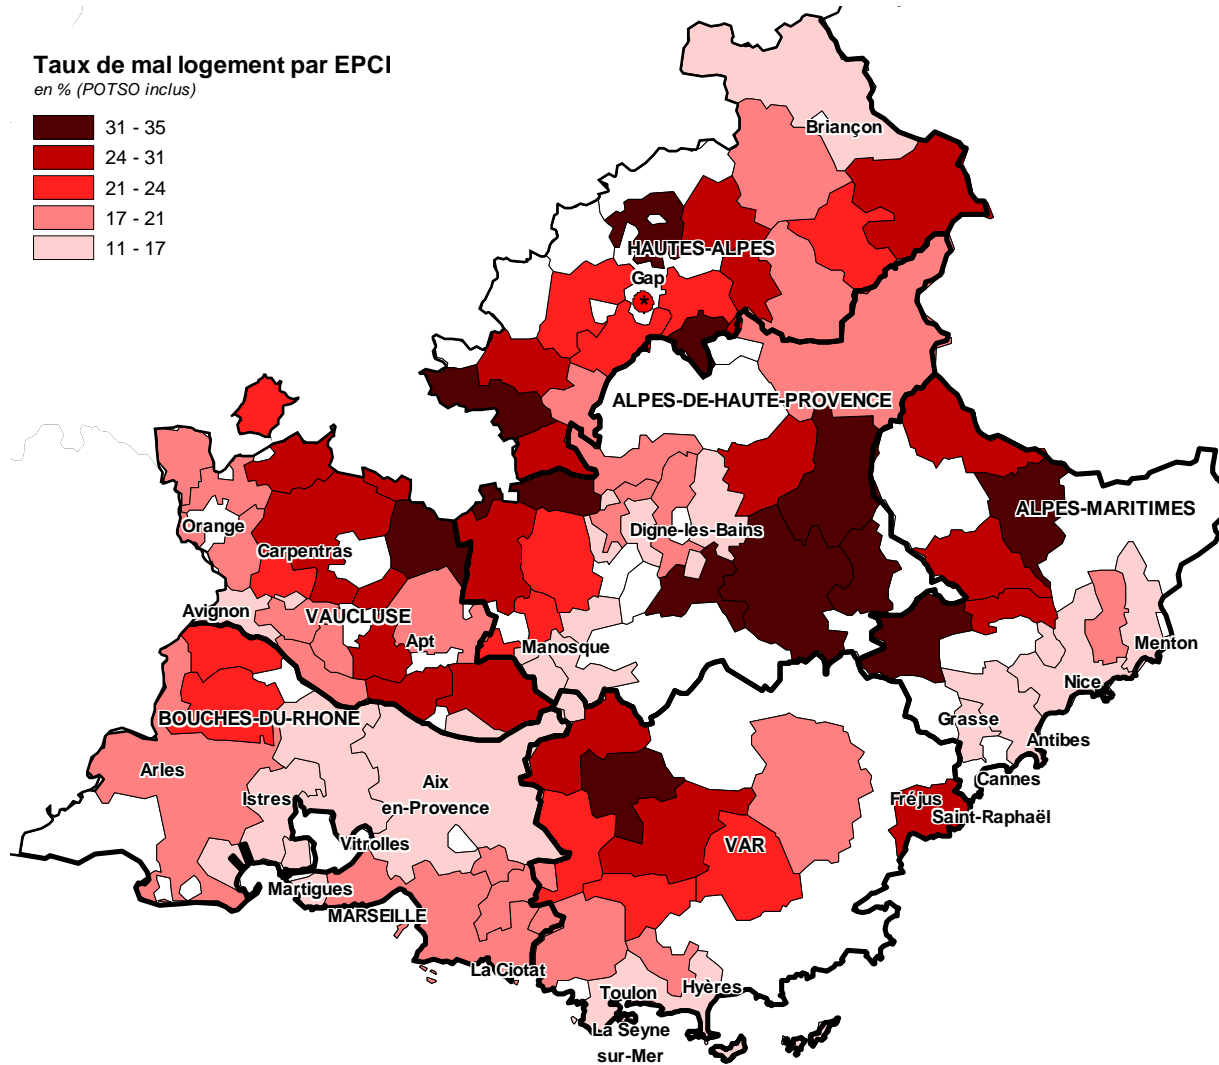 Taux de mal logement par EPCI
en % (POTSO inclus)
31 - 35
24 - 31
21 - 24
17 - 21
11 - 17
Briançon
HAUTES-ALPES
Gap
*
ALPES-DE-HAUTE-PROVENCE
ALPES-MARITIMES
Orange
Digne-les-Bains
Carpentras
Avignon
VAUCLUSE
Apt
Manosque
Menton
Nice
BOUCHES-DU-RHONE
Grasse
Antibes
Arles
Aix
en-Provence
Cannes
Istres
Fréjus
Saint-Raphaël
Vitrolles
VAR
Martigues
MARSEILLE
La Ciotat
Toulon
Hyères
La Seyne
sur-Mer